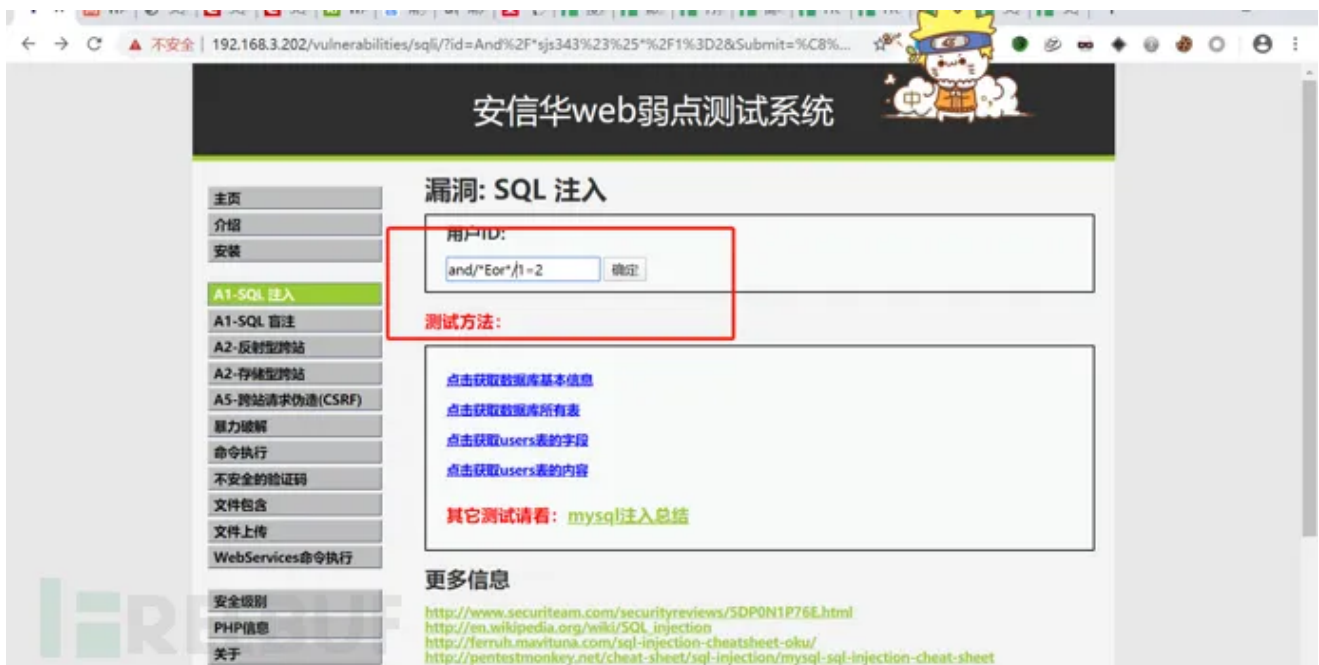 不安全 192.168.3.202/vulnerabilities/sqli/?id=And%2F*sjs343%23%25*%2F1%3D2&Submit=%C8%...
中
安信华web弱点测试系统
主页
介绍
安装
A1-SQL 注入
A1-SQL 盲注
A2-反射型跨站
A2-存储型跨站
A5-跨站请求伪造(CSRF)
暴力破解
命令执行
不安全的验证码
文件包含
文件上传
WebServices命令执行
安全级别
PHP信息
关于
漏洞: SQL 注入
用户ID:
and/*Eor*/1=2 确定
测试方法:
点击获取数据库基本信息
点击获取数据库所有表
点击获取users表的字段
点击获取users表的内容
其它测试请看: mysql注入总结
更多信息
http://www.securiteam.com/securityreviews/5DP0N1P76E.html
http://en.wikipedia.org/wiki/SQL_injection
http://ferruh.mavituna.com/sql-injection-cheatsheet-oku/
http://pentestmonkey.net/cheat-sheet/sql-injection/mysql-sql-injection-cheat-sheet
FREEBUF